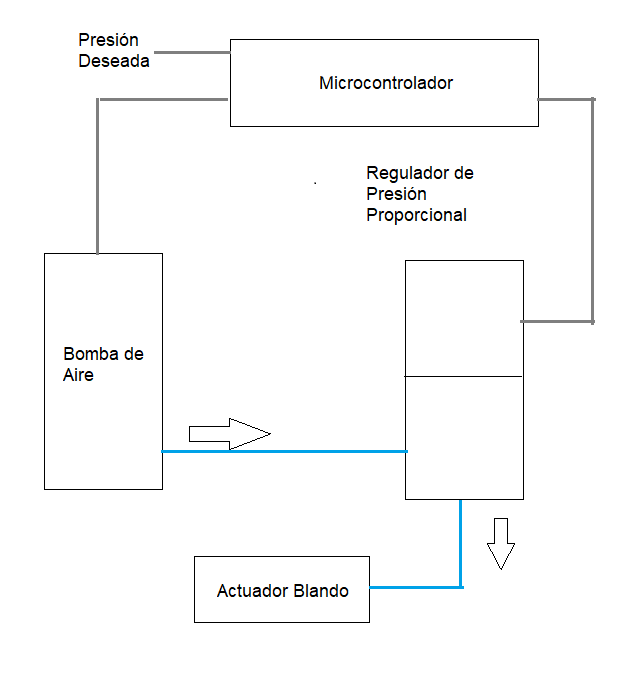 Presión
Deseada
Microcontrolador
Regulador de
Presión
Proporcional
Bomba de
Aire
Actuador Blando